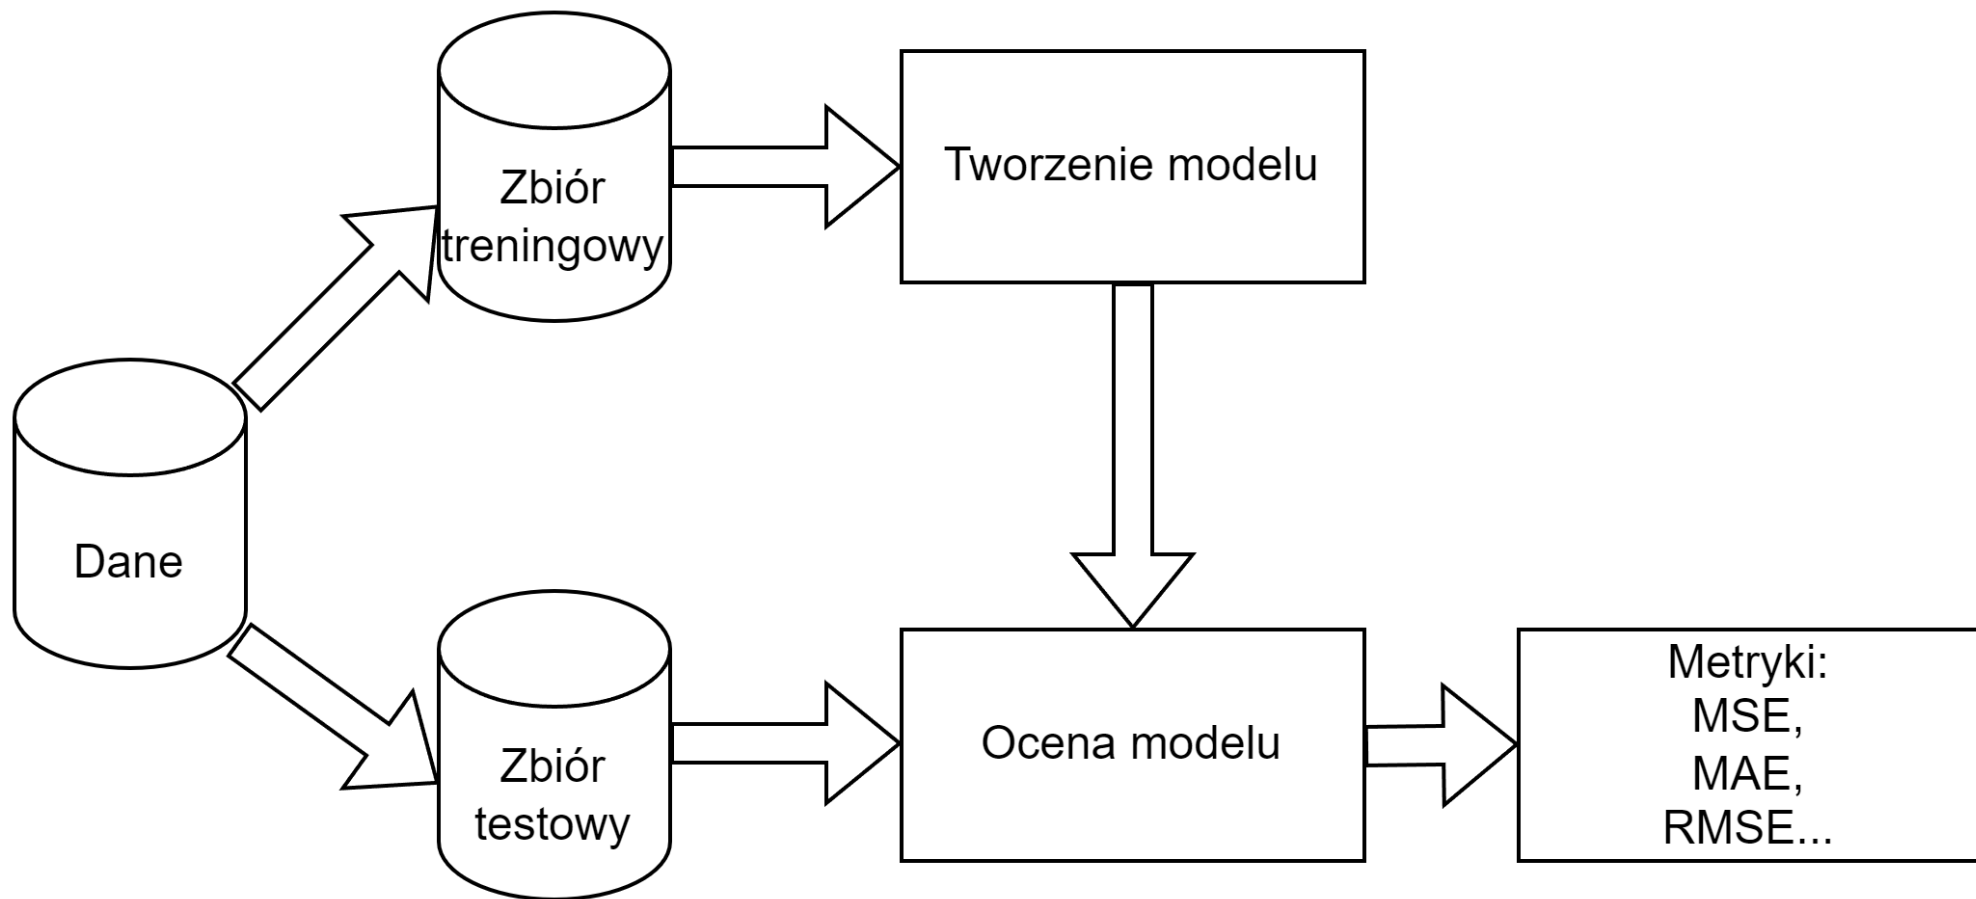 Zbiór
treningowy
Tworzenie modelu
Dane
Zbiór
testowy
Ocena modelu
Metryki:
MSE,
MAE,
RMSE...